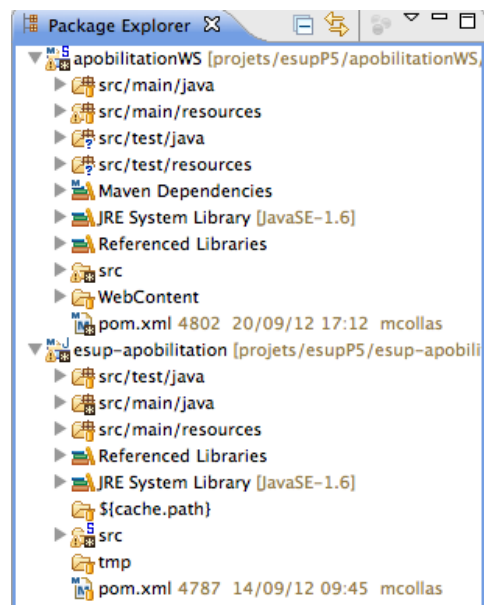 Package Explorer
apobilitationWS [projets/esupP5/apobilitationWS/
src/main/java
src/main/resources
src/test/java
src/test/resources
Maven Dependencies
JRE System Library [JavaSE-1.6]
Referenced Libraries
src
WebContent
pom.xml 4802 20/09/12 17:12 mcollas
esup-apobilitation [projets/esupP5/esup-apobili
src/test/java
src/main/java
src/main/resources
Referenced Libraries
JRE System Library [JavaSE-1.6]
${cache.path}
src
tmp
pom.xml 4787 14/09/12 09:45 mcollas